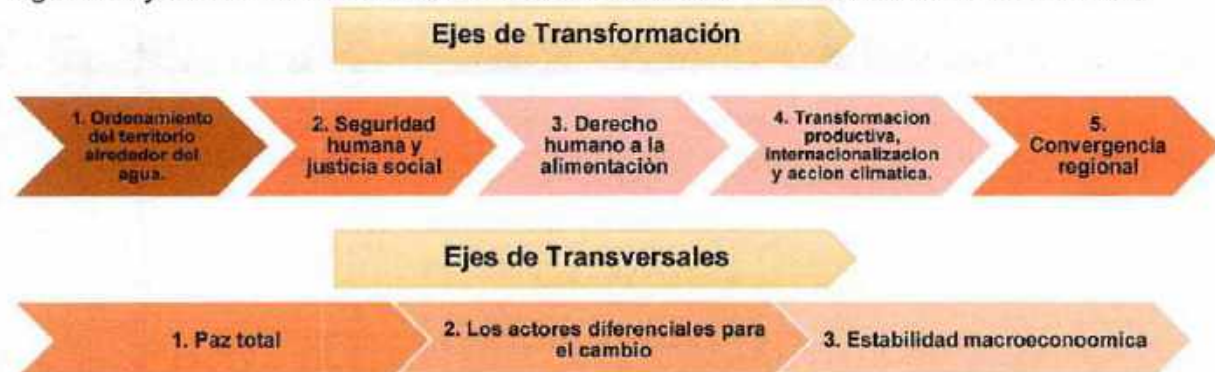 Ejes de Transformación
1. Ordenamiento
del territorio
alrededor del
agua.
2. Seguridad
humana y
justicia social
3. Derecho
humano a la
alimentación
4. Transformacion
productiva,
internacionalizacion
y accion climatica.
5.
Convergencia
regional
Ejes de Transversales
1. Paz total
2. Los actores diferenciales para
el cambio
3. Estabilidad macroeconoomica